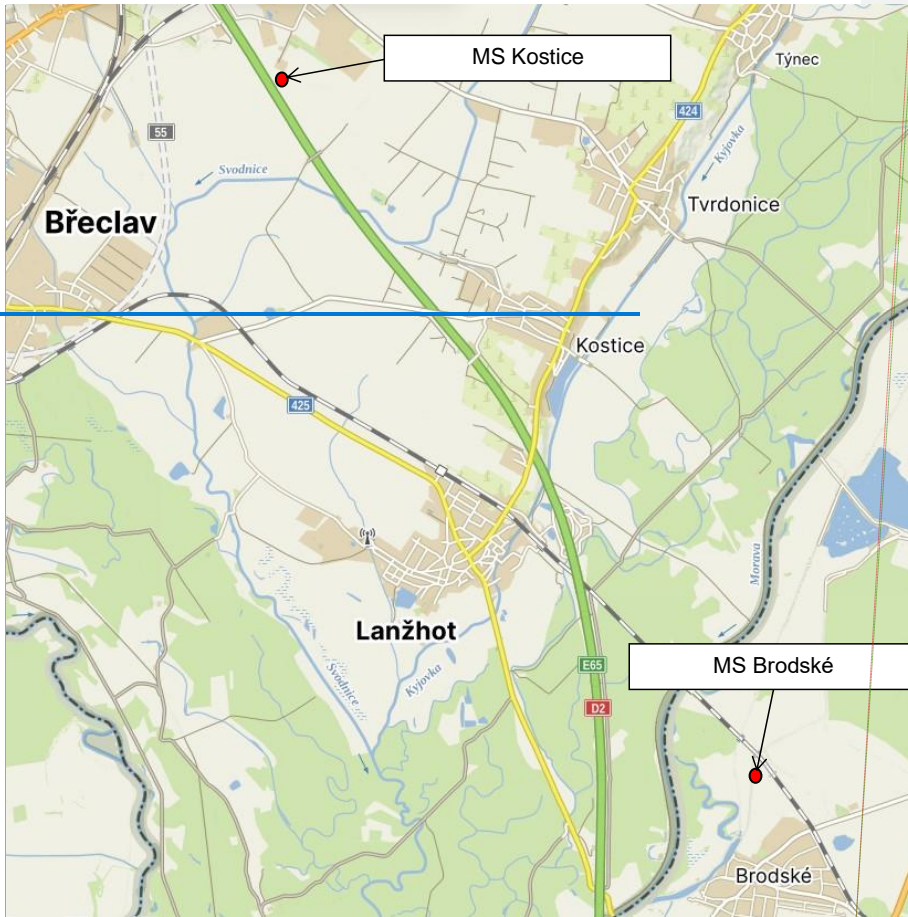 MS Kostice
Týnec
424
55
Kyjovka
Svodnice
Tvrdonice
Břeclav
Kostice
425
Morava
Lanžhot
E65
MS Brodské
Svodnice
Kyjovka
D2
Brodské